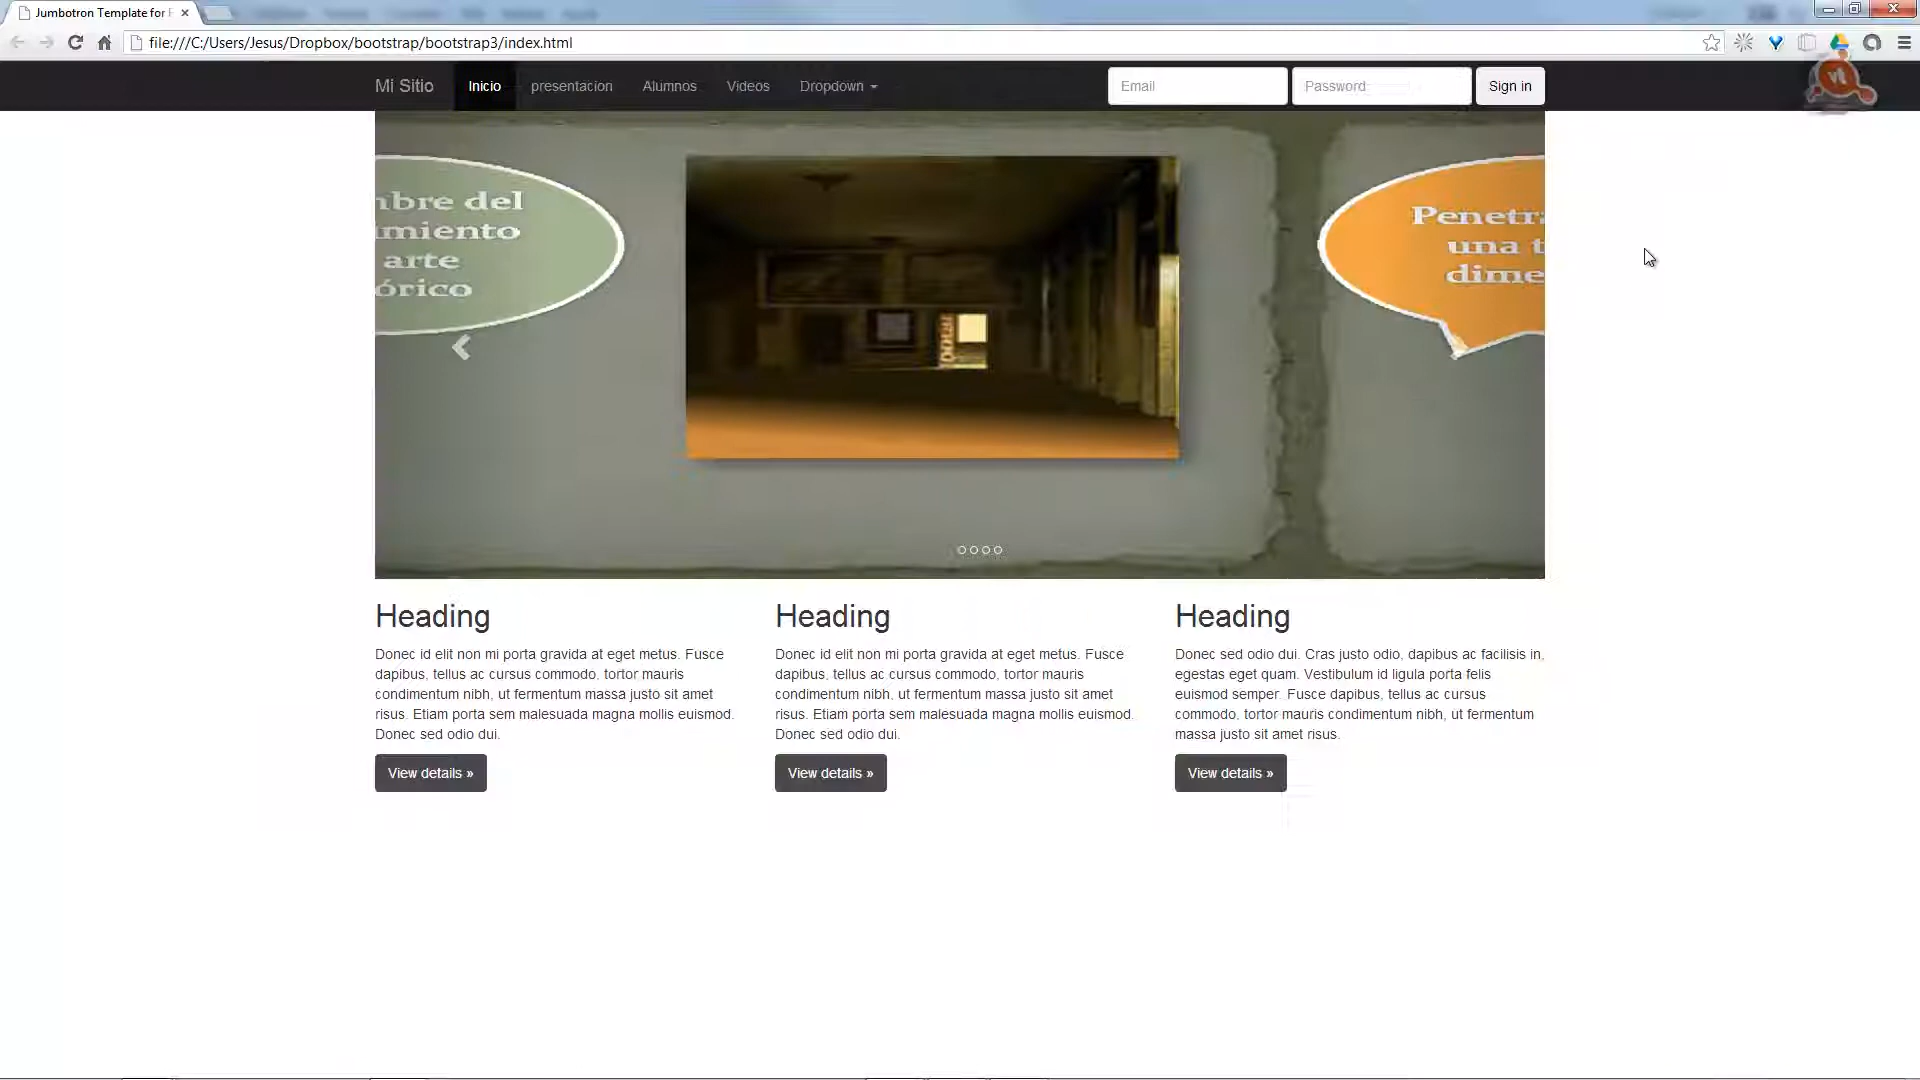 Jumbotron Template for
file:///C:/Users/Jesus/Dropbox/bootstrap/bootstrap3/index.html
Mi Sitio Inicio presentacion Alumnos Videos Dropdown Email Password Sign in
nbre del
imiento
arte
órico
Penetra
una t
dime
Heading
Donec id elit non mi porta gravida at eget metus. Fusce
dapibus, tellus ac cursus commodo, tortor mauris
condimentum nibh, ut fermentum massa justo sit amet
risus. Etiam porta sem malesuada magna mollis euismod.
Donec sed odio dui.
View details »
Heading
Donec id elit non mi porta gravida at eget metus. Fusce
dapibus, tellus ac cursus commodo, tortor mauris
condimentum nibh, ut fermentum massa justo sit amet
risus. Etiam porta sem malesuada magna mollis euismod.
Donec sed odio dui.
View details »
Heading
Donec sed odio dui. Cras justo odio, dapibus ac facilisis in,
egestas eget quam. Vestibulum id ligula porta felis
euismod semper. Fusce dapibus, tellus ac cursus
commodo, tortor mauris condimentum nibh, ut fermentum
massa justo sit amet risus.
View details »